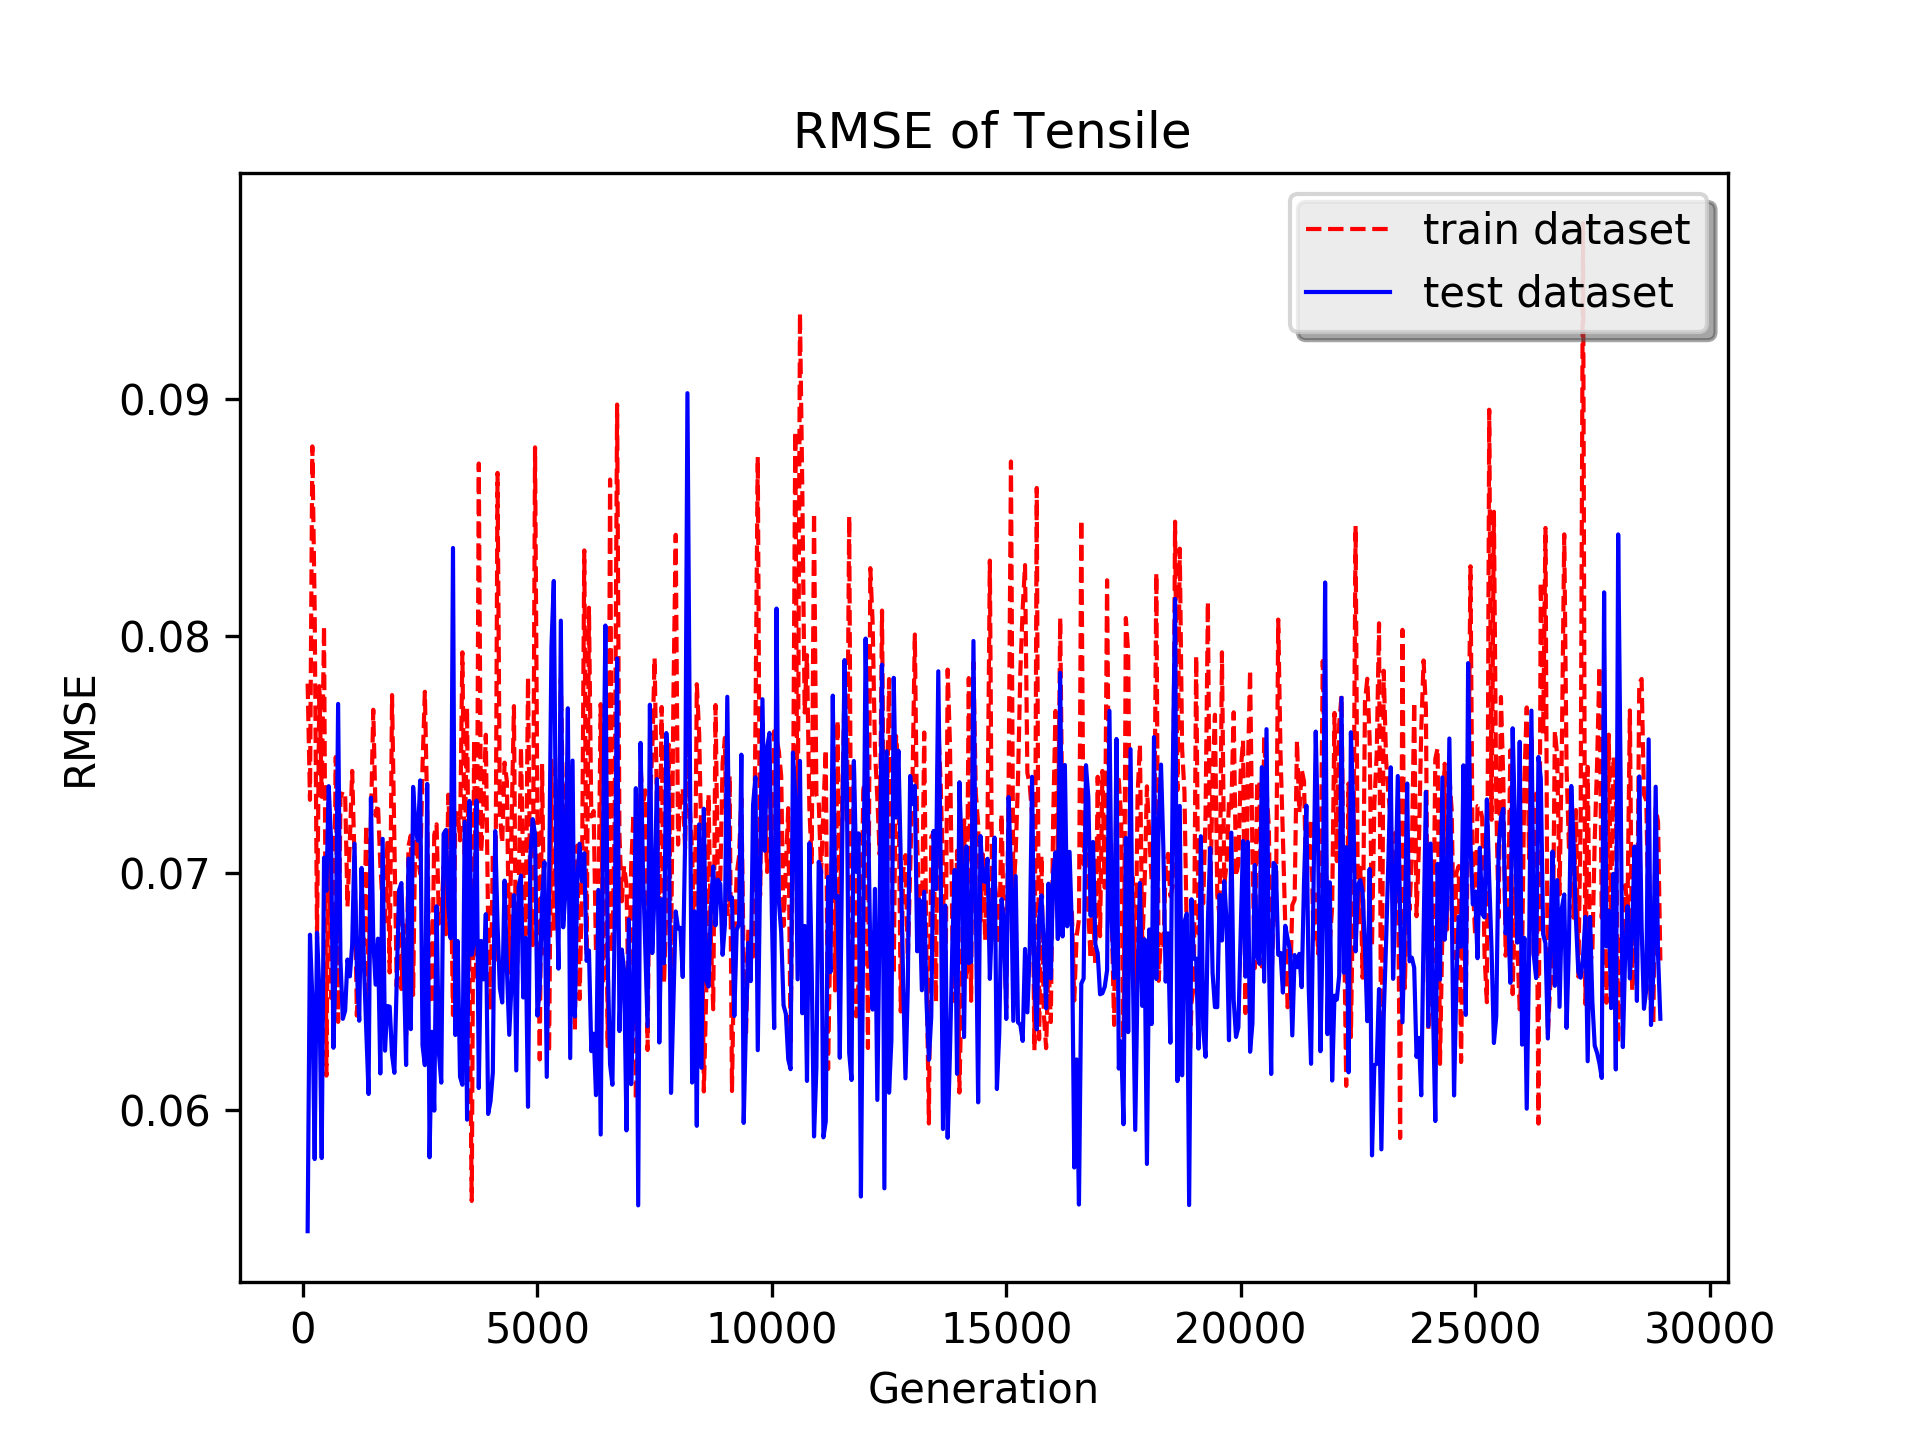 RMSE of Tensile
train dataset
test dataset
RMSE
0.09
0.08
0.07
0.06
0 5000 10000 15000 20000 25000 30000
Generation